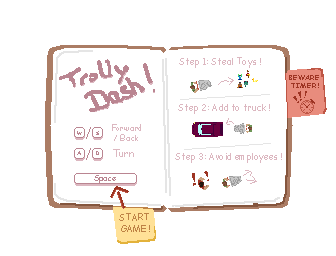 Trolly
Dash!
W/S Forward
/Back
A/D Turn
Space
START
GAME!
Step 1: Steal Toys!
Step 2: Add to truck!
Step 3: Avoid employees!
BEWARE
TIMER!